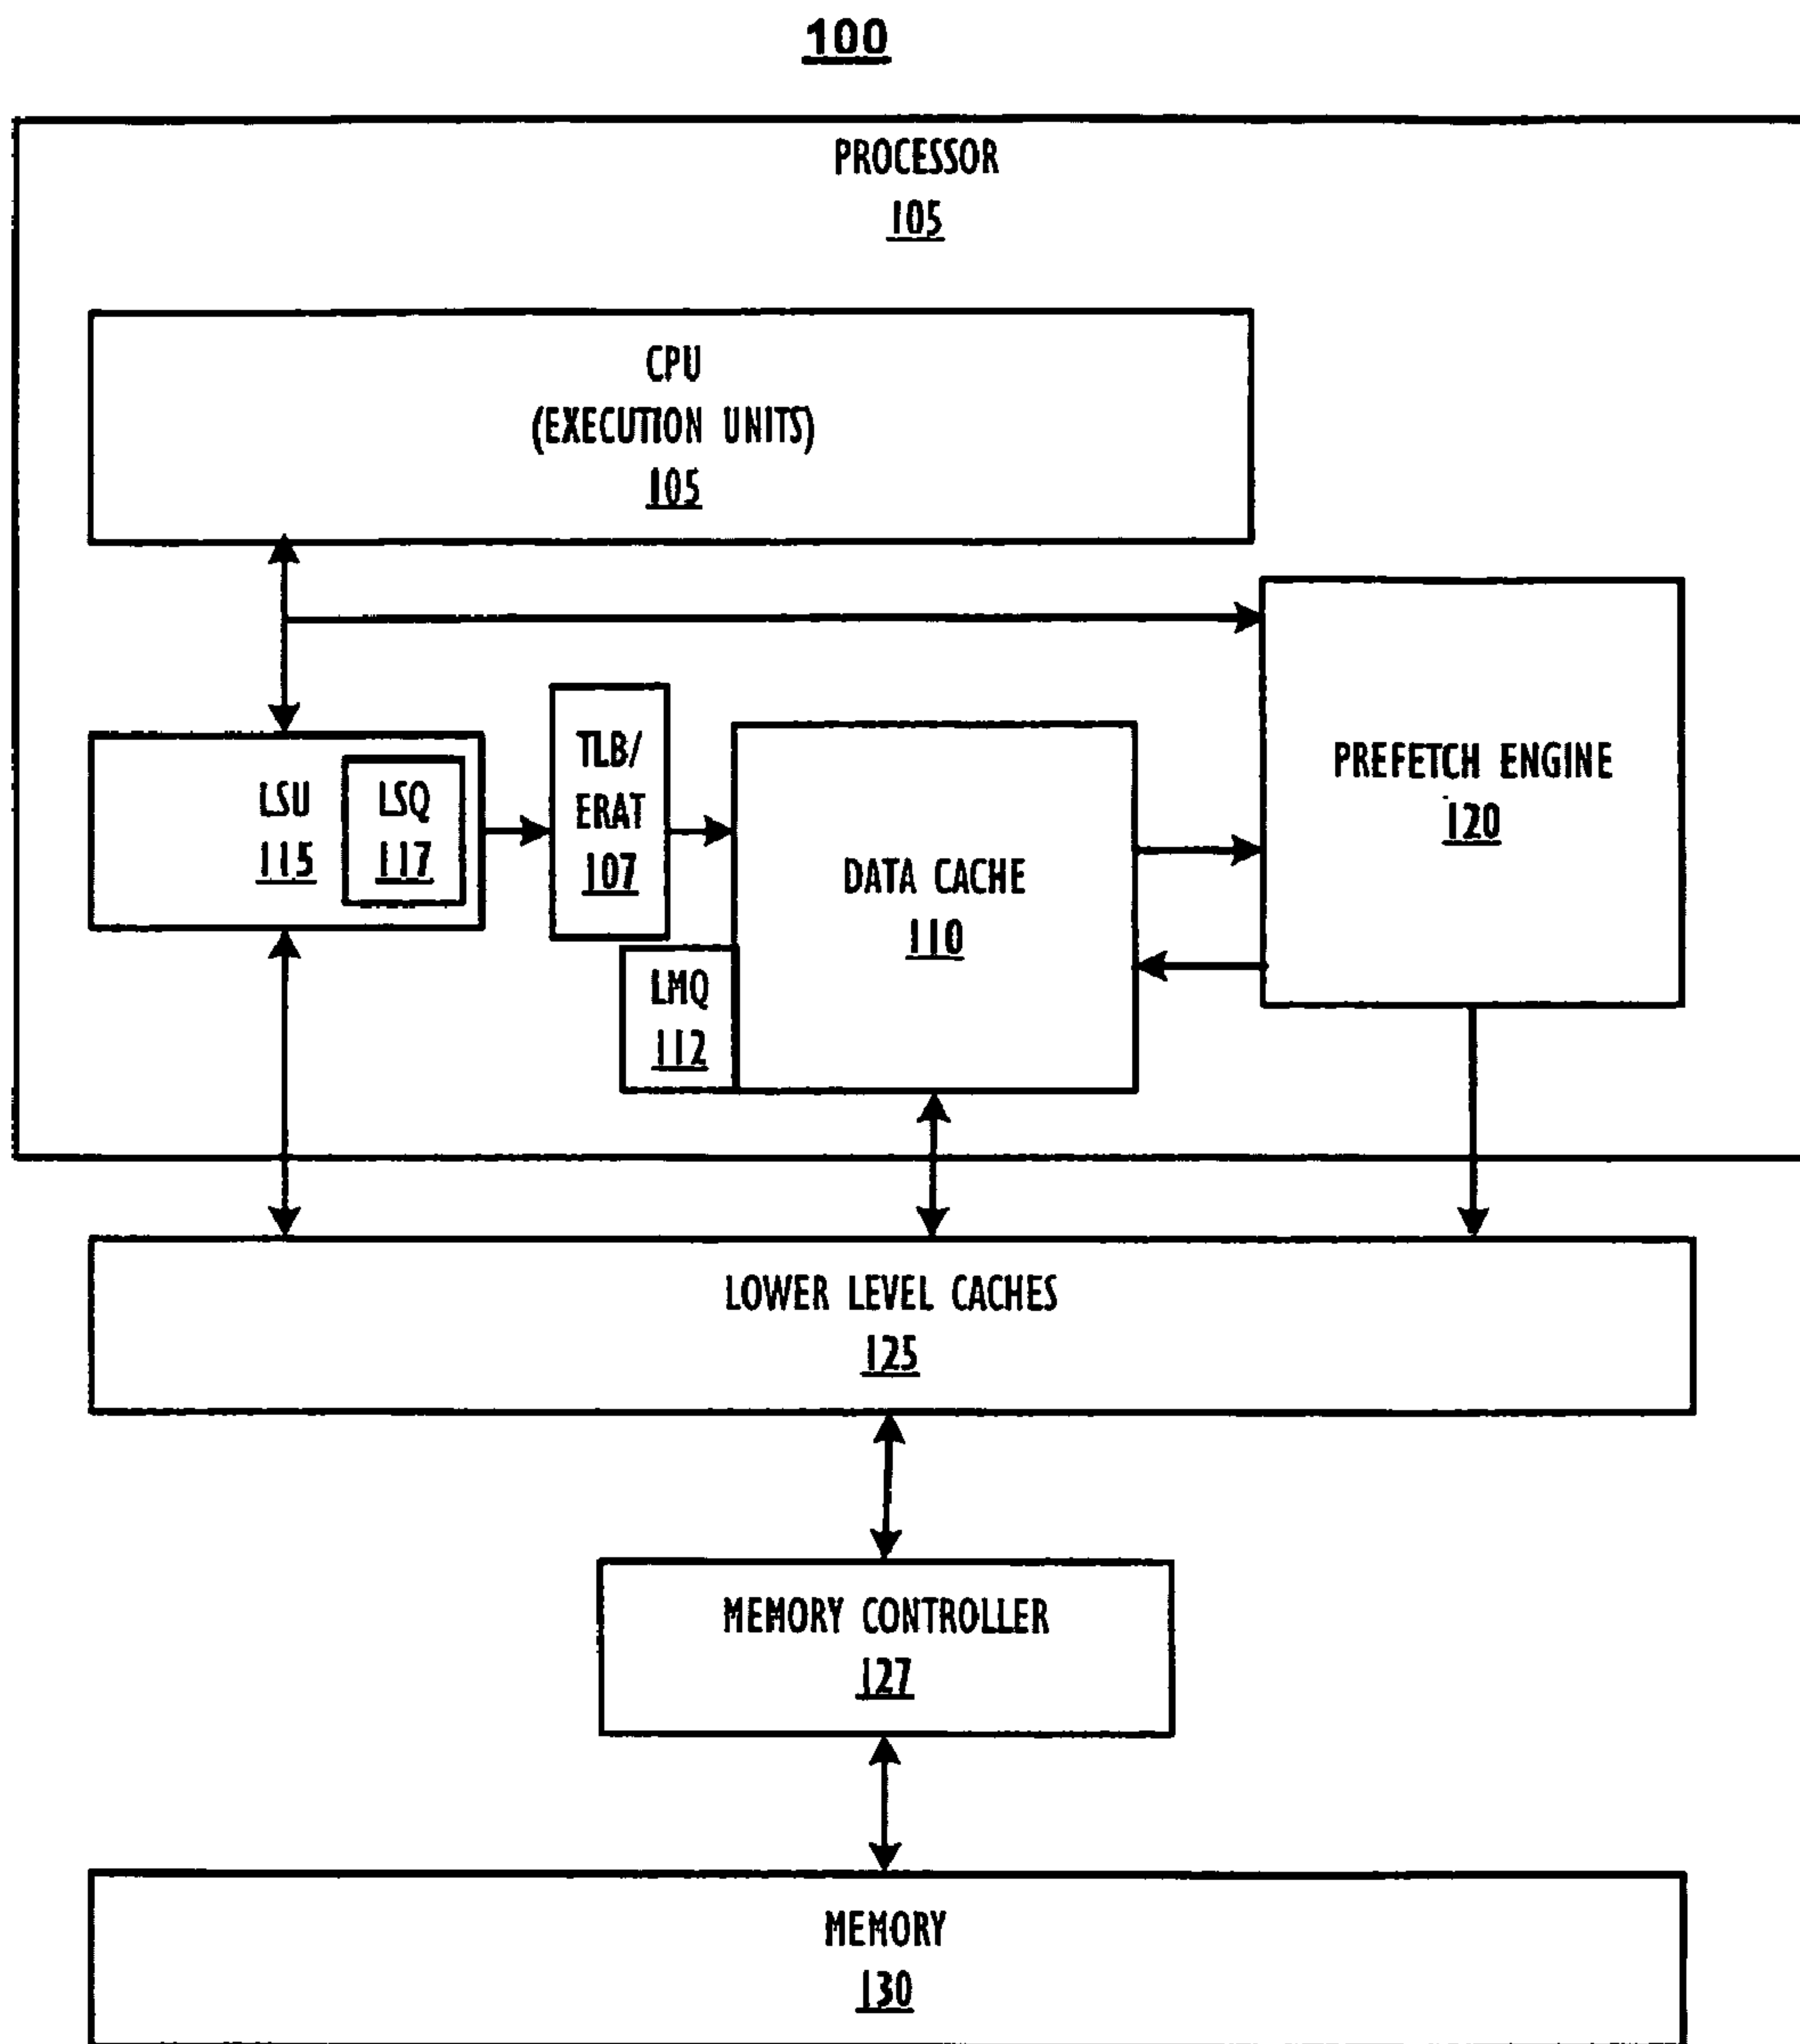 100
PROCESSOR
105
CPU
(EXECUTION UNITS)
105
LSU
115
LSQ
117
TLB/
ERAT
107
DATA CACHE
110
LMQ
112
PREFETCH ENGINE
120
LOWER LEVEL CACHES
125
MEMORY CONTROLLER
127
MEMORY
130